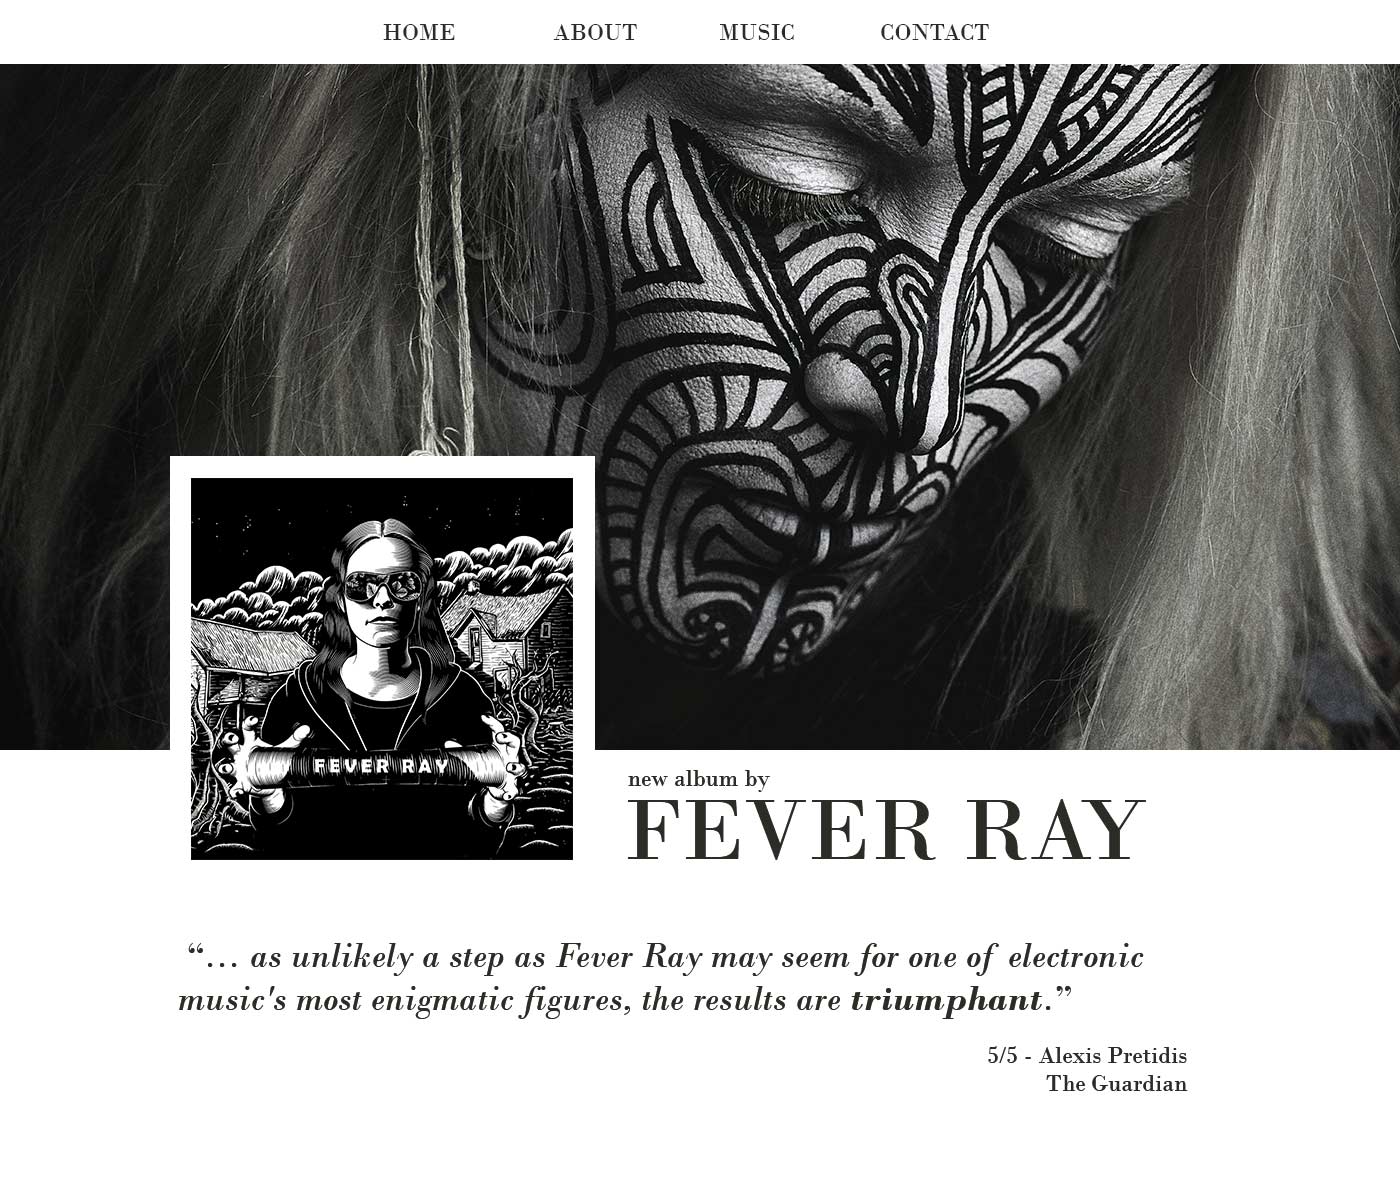 HOME ABOUT MUSIC CONTACT
FEVER RAY
new album by
FEVER RAY
“... as unlikely a step as Fever Ray may seem for one of electronic
music's most enigmatic figures, the results are triumphant.”
5/5 - Alexis Pretidis
The Guardian